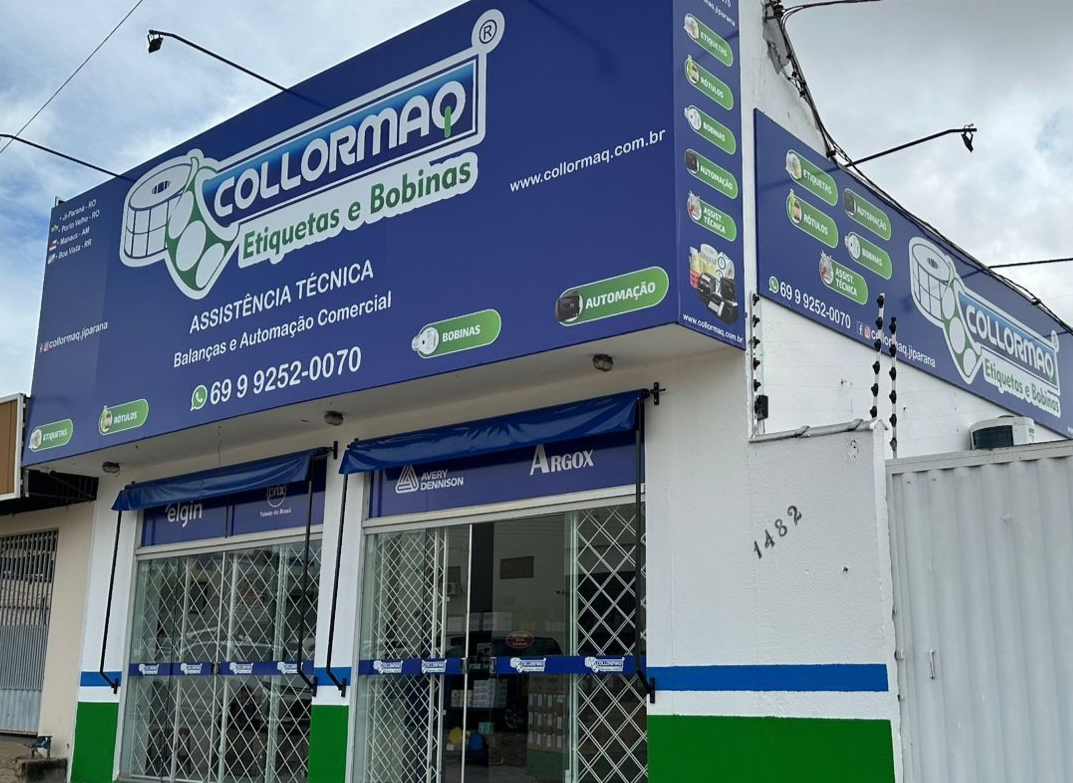 COLLORMAQ
®
Etiquetas e Bobinas
www.collormaq.com.br
- Ji-Paraná - RO
- Porto Velho - RO
- Manaus - AM
- Boa Vista - RR
ASSISTÊNCIA TÉCNICA
Balanças e Automação Comercial
69 9 9252-0070
@collormaq.jiparana
ETIQUETAS
RÓTULOS
BOBINAS
AUTOMAÇÃO
ETIQUETAS
RÓTULOS
BOBINAS
AUTOMAÇÃO
ASSIST.
TÉCNICA
www.collormaq.com.br
ETIQUETAS
AUTOMAÇÃO
RÓTULOS
BOBINAS
ASSIST.
TÉCNICA
69 9 9252-0070
@collormaq.jiparana
COLLORMAQ
Etiquetas e Bobinas
elgin
prix
Toledo do Brasil
AVERY
DENNISON
ARGOX
1482